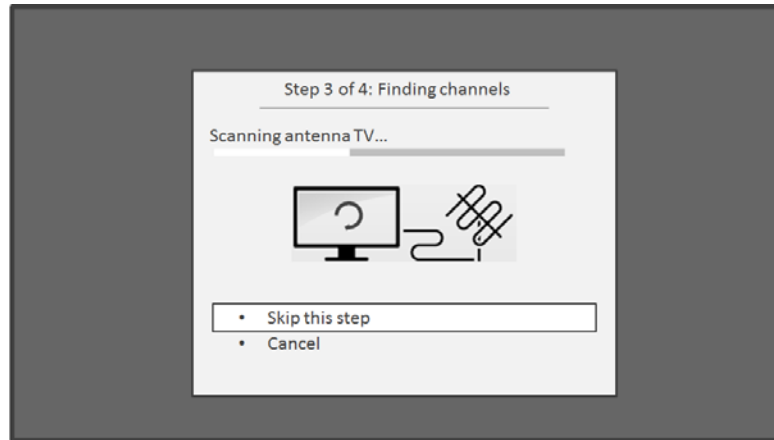 Step 3 of 4: Finding channels
Scanning antenna TV...
• Skip this step
• Cancel